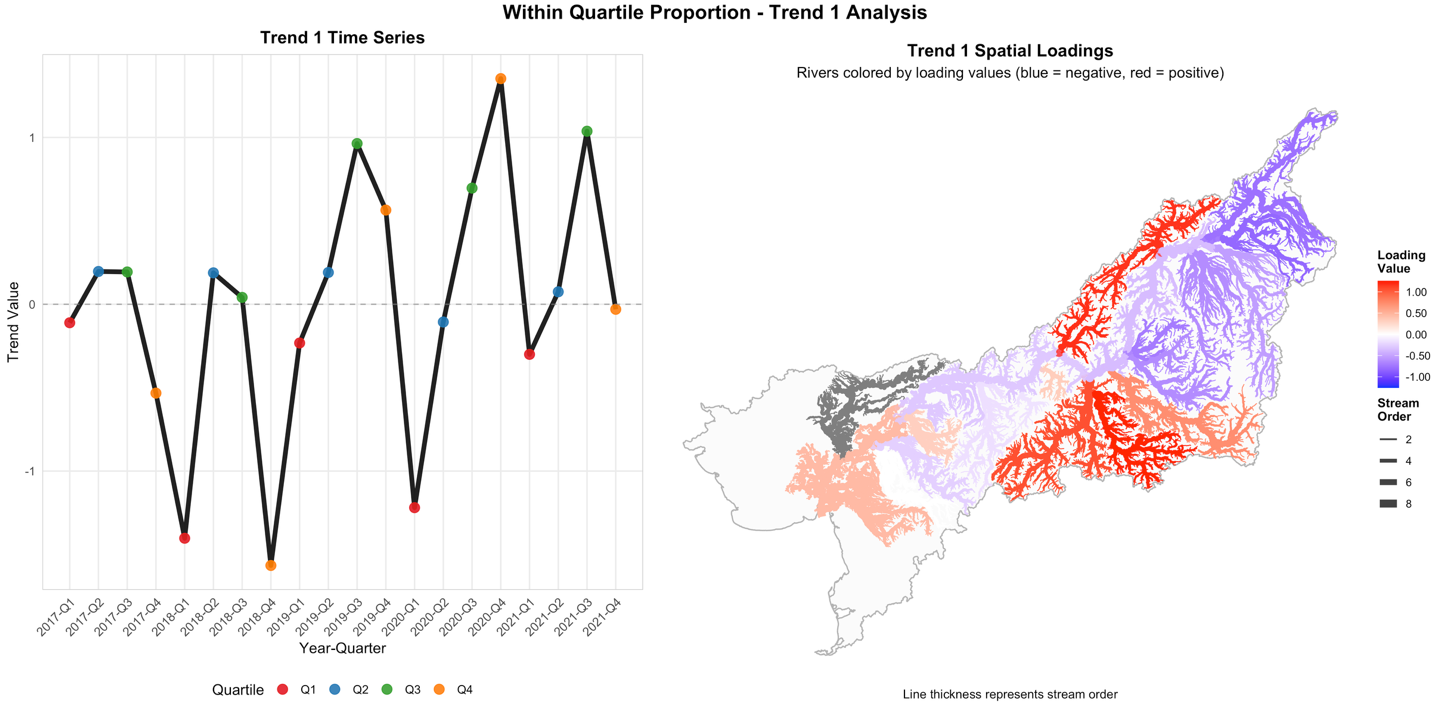 Within Quartile Proportion - Trend 1 Analysis
Trend 1 Time Series
Trend Value
1
0
-1
2017-Q1
2017-Q2
2017-Q3
2017-Q4
2018-Q1
2018-Q2
2018-Q3
2018-Q4
2019-Q1
2019-Q2
2019-Q3
2019-Q4
2020-Q1
2020-Q2
2020-Q3
2020-Q4
2021-Q1
2021-Q2
2021-Q3
2021-Q4
Year-Quarter
Quartile Q1 Q2 Q3 Q4
Trend 1 Spatial Loadings
Rivers colored by loading values (blue = negative, red = positive)
Loading
Value
1.00
0.50
0.00
-0.50
-1.00
Stream
Order
2
4
6
8
Line thickness represents stream order